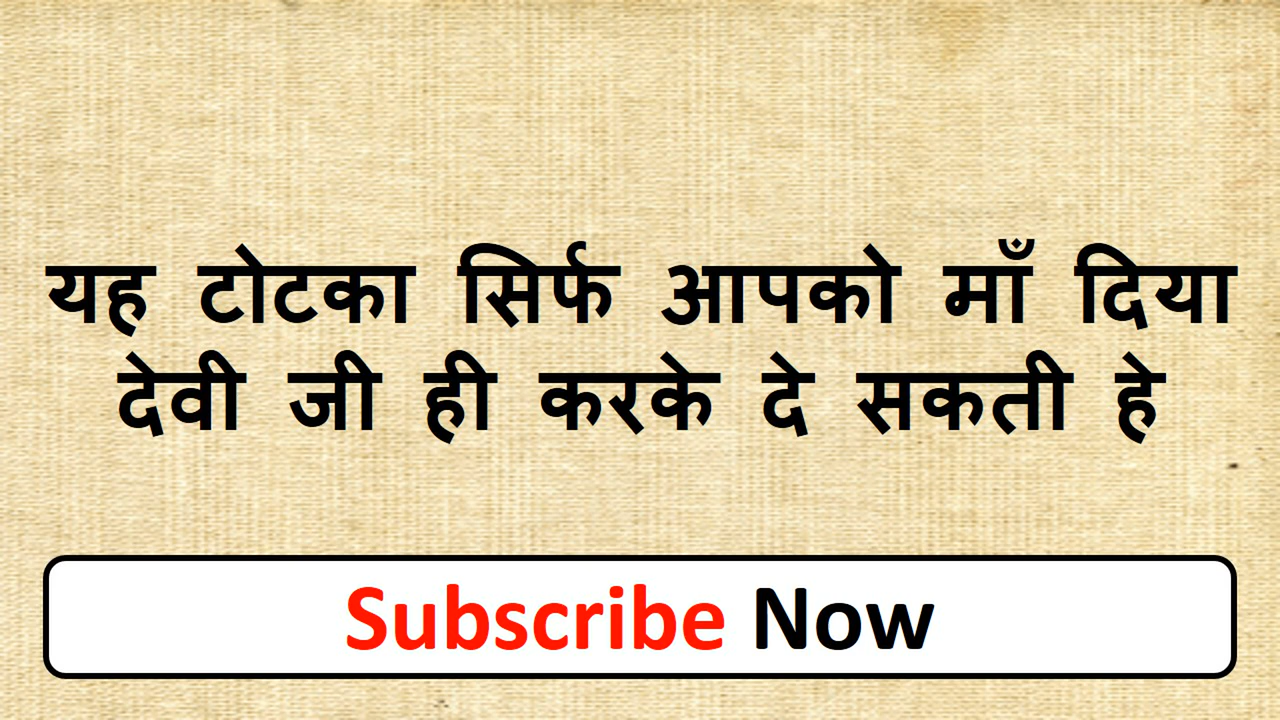 यह टोटका सिर्फ आपको माँ दिया
देवी जी ही करके दे सकती हे
Subscribe Now